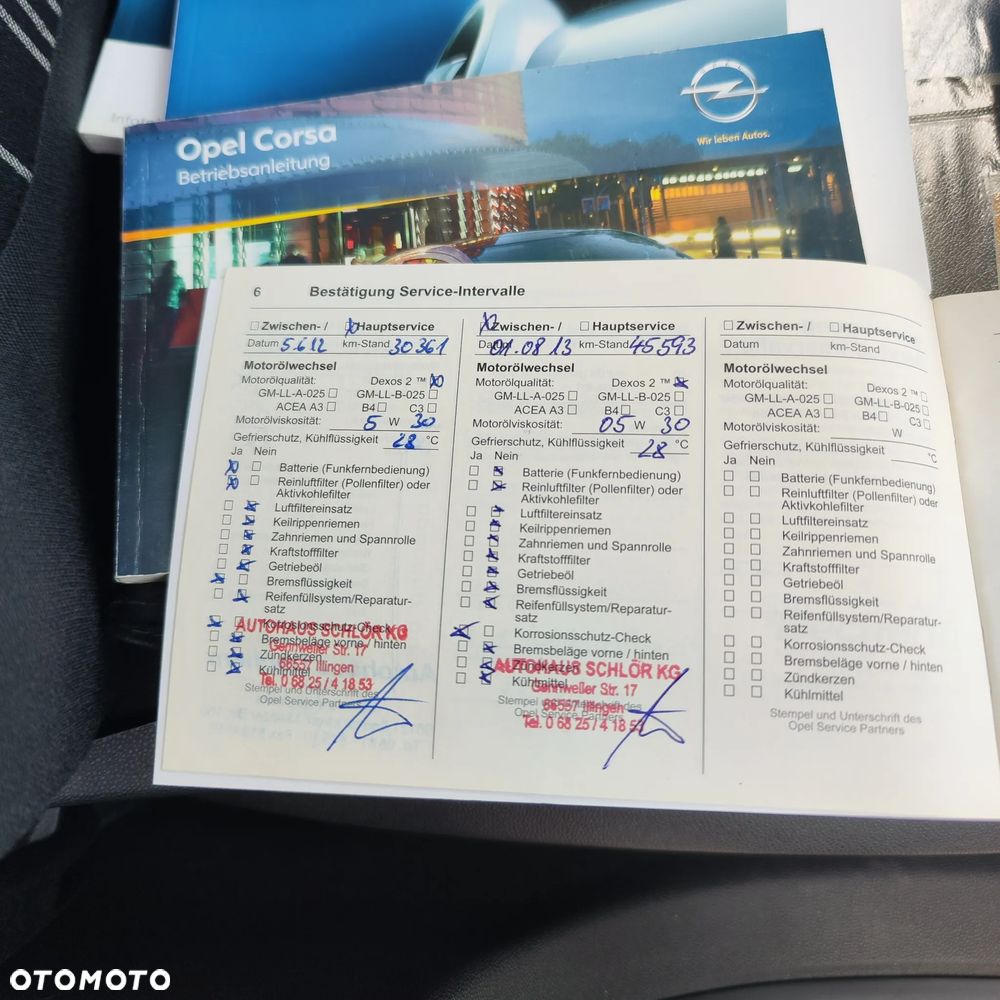 Infot
OPEL
Wir leben Autos.
Opel Corsa
Betriebsanleitung
6 Bestätigung Service-Intervalle
Zwischen- / Hauptservice
Datum 5.6.12 km-Stand 30361
Motorölwechsel
Motorölqualität: Dexos 2 ™
GM-LL-A-025 GM-LL-B-025
ACEA A3 B4 C3
Motorölviskosität: 5 W 30
Gefrierschutz, Kühlflüssigkeit 28 °C
Ja Nein
Batterie (Funkfernbedienung)
Reinluftfilter (Pollenfilter) oder
Aktivkohlefilter
Luftfiltereinsatz
Keilrippenriemen
Zahnriemen und Spannrolle
Kraftstofffilter
Getriebeöl
Bremsflüssigkeit
Reifenfüllsystem/Reparatur-
satz
Korrosionsschutz-Check
Bremsbeläge vorne / hinten
Zündkerzen
Kühlmittel
AUTOHAUS SCHLÖR KG
Gennweiler Str. 17
66557 Illingen
Tel. 0 68 25 / 4 18 53
Stempel und Unterschrift des
Opel Service Partners
Zwischen- / Hauptservice
Datum 01.08.13 km-Stand 45593
Motorölwechsel
Motorölqualität: Dexos 2 ™
GM-LL-A-025 GM-LL-B-025
ACEA A3 B4 C3
Motorölviskosität: 05 W 30
Gefrierschutz, Kühlflüssigkeit 28 °C
Ja Nein
Batterie (Funkfernbedienung)
Reinluftfilter (Pollenfilter) oder
Aktivkohlefilter
Luftfiltereinsatz
Keilrippenriemen
Zahnriemen und Spannrolle
Kraftstofffilter
Getriebeöl
Bremsflüssigkeit
Reifenfüllsystem/Reparatur-
satz
Korrosionsschutz-Check
Bremsbeläge vorne / hinten
Zündkerzen
Kühlmittel
AUTOHAUS SCHLÖR KG
Gennweiler Str. 17
66557 Illingen
Tel. 0 68 25 / 4 18 53
Stempel und Unterschrift des
Opel Service Partners
Zwischen- / Hauptservice
Datum km-Stand
Motorölwechsel
Motorölqualität: Dexos 2 ™
GM-LL-A-025 GM-LL-B-025
ACEA A3 B4 C3
Motorölviskosität: W
Gefrierschutz, Kühlflüssigkeit °C
Ja Nein
Batterie (Funkfernbedienung)
Reinluftfilter (Pollenfilter) oder
Aktivkohlefilter
Luftfiltereinsatz
Keilrippenriemen
Zahnriemen und Spannrolle
Kraftstofffilter
Getriebeöl
Bremsflüssigkeit
Reifenfüllsystem/Reparatur-
satz
Korrosionsschutz-Check
Bremsbeläge vorne / hinten
Zündkerzen
Kühlmittel
Stempel und Unterschrift des
Opel Service Partners
OTOMOTO